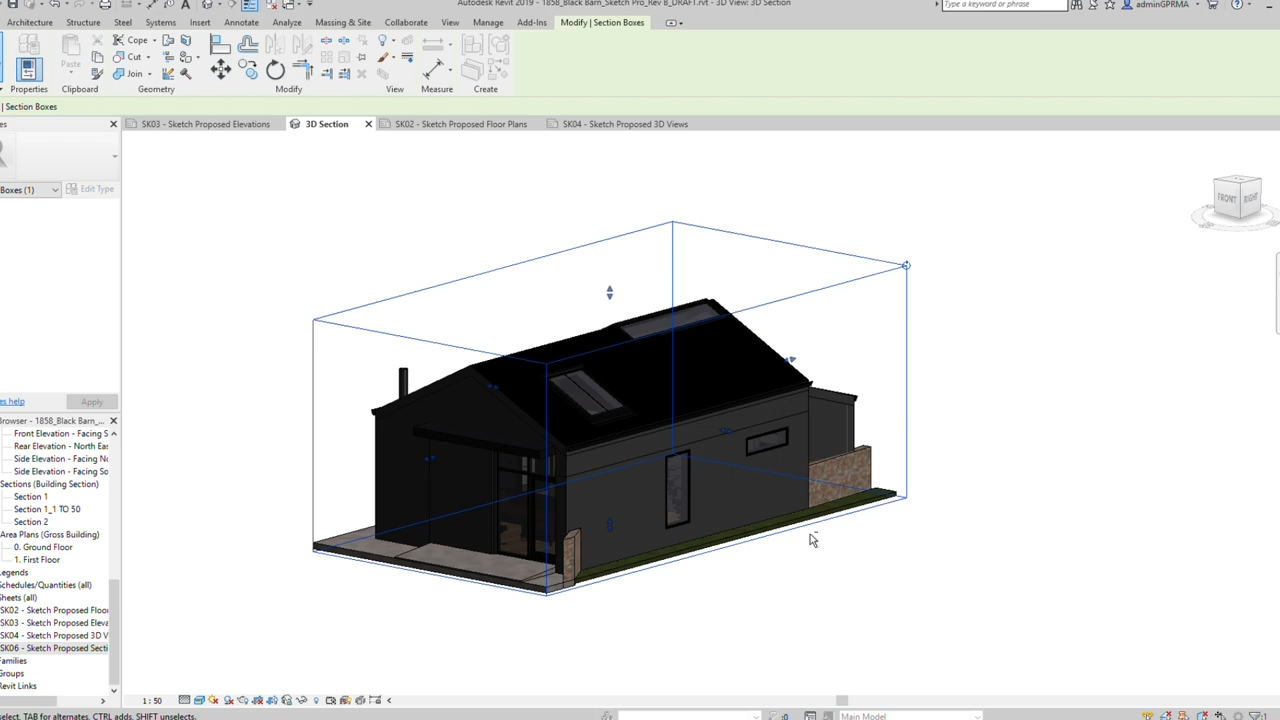 Autodesk Revit 2019 - 1858_Black Barn_Sketch Pro_Rev B_DRAFT.rvt - 3D View: 3D Section
Type a keyword or phrase
adminGPRMA
Architecture Structure Steel Systems Insert Annotate Analyze Massing & Site Collaborate View Manage Add-Ins Modify | Section Boxes
Paste
Cope
Cut
Join
Properties Clipboard Geometry Modify View Measure Create
| Section Boxes
es
SK03 - Sketch Proposed Elevations
3D Section
SK02 - Sketch Proposed Floor Plans
SK04 - Sketch Proposed 3D Views
R
Boxes (1)
Edit Type
FRONT
RIGHT
es help
Apply
Browser - 1858_Black Barn_...
Front Elevation - Facing S
Rear Elevation - North Eas
Side Elevation - Facing No
Side Elevation - Facing So
Sections (Building Section)
Section 1
Section 1_1 TO 50
Section 2
Area Plans (Gross Building)
0. Ground Floor
1. First Floor
Legends
Schedules/Quantities (all)
Sheets (all)
SK02 - Sketch Proposed Floo
SK03 - Sketch Proposed Eleva
SK04 - Sketch Proposed 3D V
SK06 - Sketch Proposed Secti
Families
Groups
Revit Links
1 : 50
select, TAB for alternates, CTRL adds, SHIFT unselects.
:0
Main Model